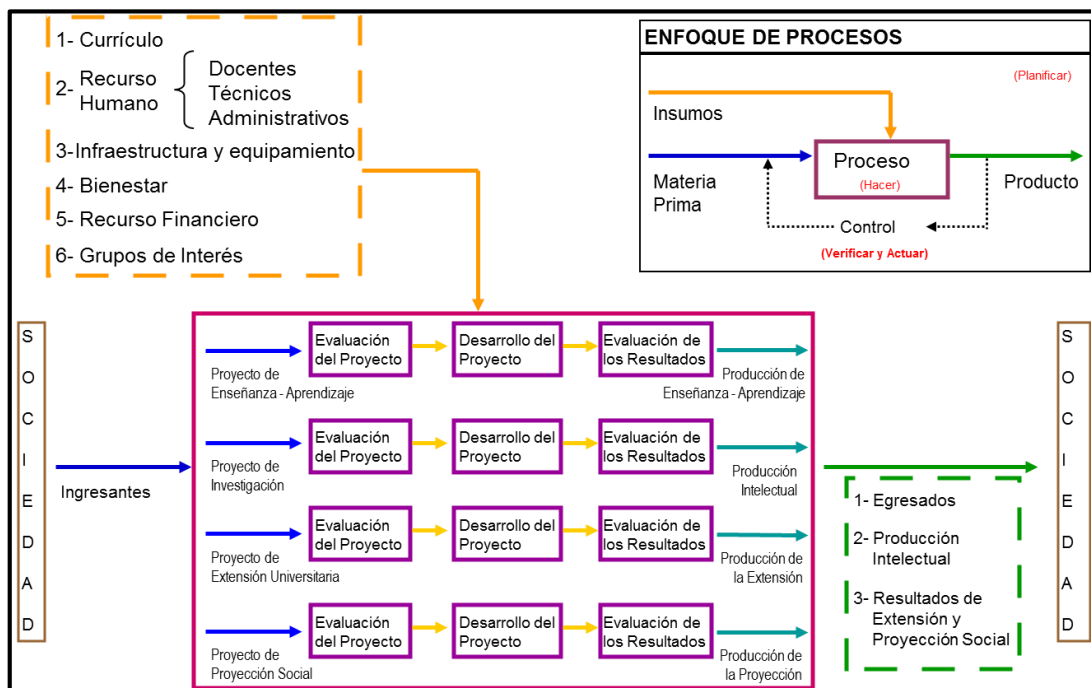 1- Currículo
2- Recurso
Humano
Docentes
Técnicos
Administrativos
3-Infraestructura y equipamiento
4- Bienestar
5- Recurso Financiero
6- Grupos de Interés
ENFOQUE DE PROCESOS
(Planificar)
Insumos
Proceso
(Hacer)
Materia
Prima
Producto
Control
(Verificar y Actuar)
SOCIEDAD
Ingresantes
Proyecto de
Enseñanza - Aprendizaje
Evaluación
del Proyecto
Desarrollo del
Proyecto
Evaluación de
los Resultados
Producción de
Enseñanza - Aprendizaje
Proyecto de
Investigación
Evaluación
del Proyecto
Desarrollo del
Proyecto
Evaluación de
los Resultados
Producción
Intelectual
Proyecto de
Extensión Universitaria
Evaluación
del Proyecto
Desarrollo del
Proyecto
Evaluación de
los Resultados
Producción de
la Extensión
Proyecto de
Proyección Social
Evaluación
del Proyecto
Desarrollo del
Proyecto
Evaluación de
los Resultados
Producción de
la Proyección
1- Egresados
2- Producción
Intelectual
3- Resultados de
Extensión y
Proyección Social
SOCIEDAD